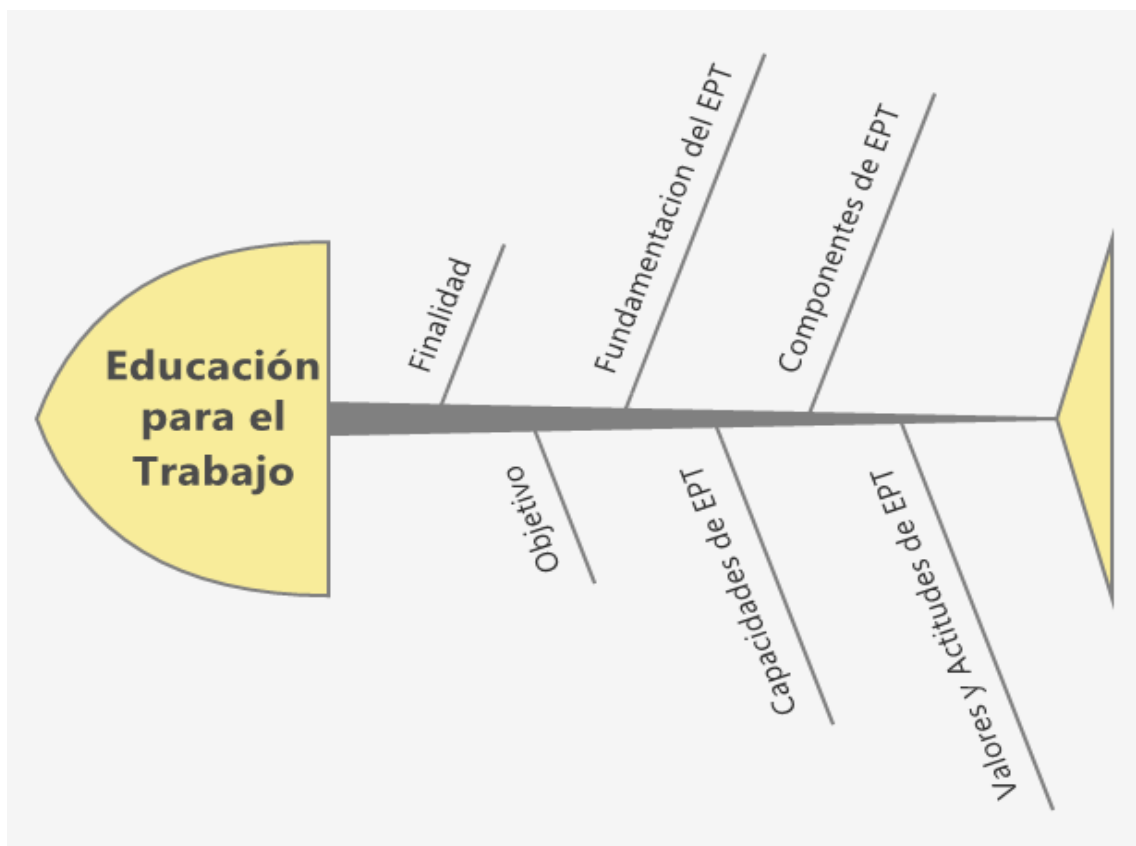 Educación
para el
Trabajo
Finalidad
Fundamentacion del EPT
Componentes de EPT
Objetivo
Capacidades de EPT
Valores y Actitudes de EPT